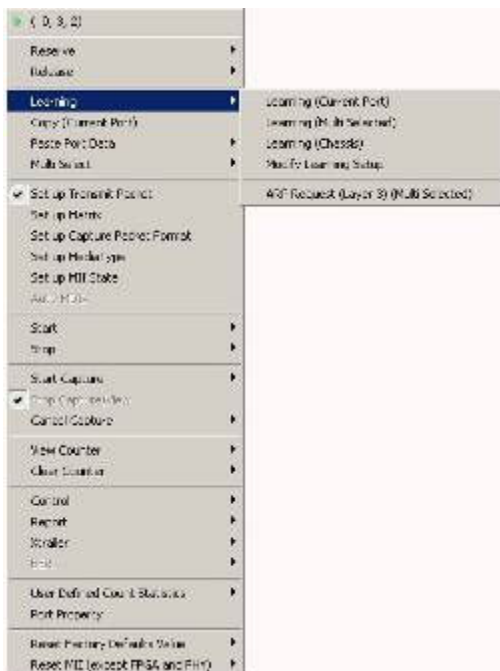 ( 0, 3, 2)
Reserve
Release
Learning
Copy (Current Port)
Paste Port Data
Multi Select
Set up Transmit Packet
Set up Matrix
Set up Capture Packet Format
Set up Media Type
Set up MII State
Start
Stop
Start Capture
Stop Capture/View
Cancel Capture
View Counter
Clear Counter
Control
Report
Xtrailer
User Defined Count Statistics
Port Property
Reset Factory Defaults Value
Reset MII (except FPGA and PHY)
Learning (Current Port)
Learning (Multi Selected)
Learning (Chassis)
Modify Learning Setup
ARP Request (Layer 3) (Multi Selected)